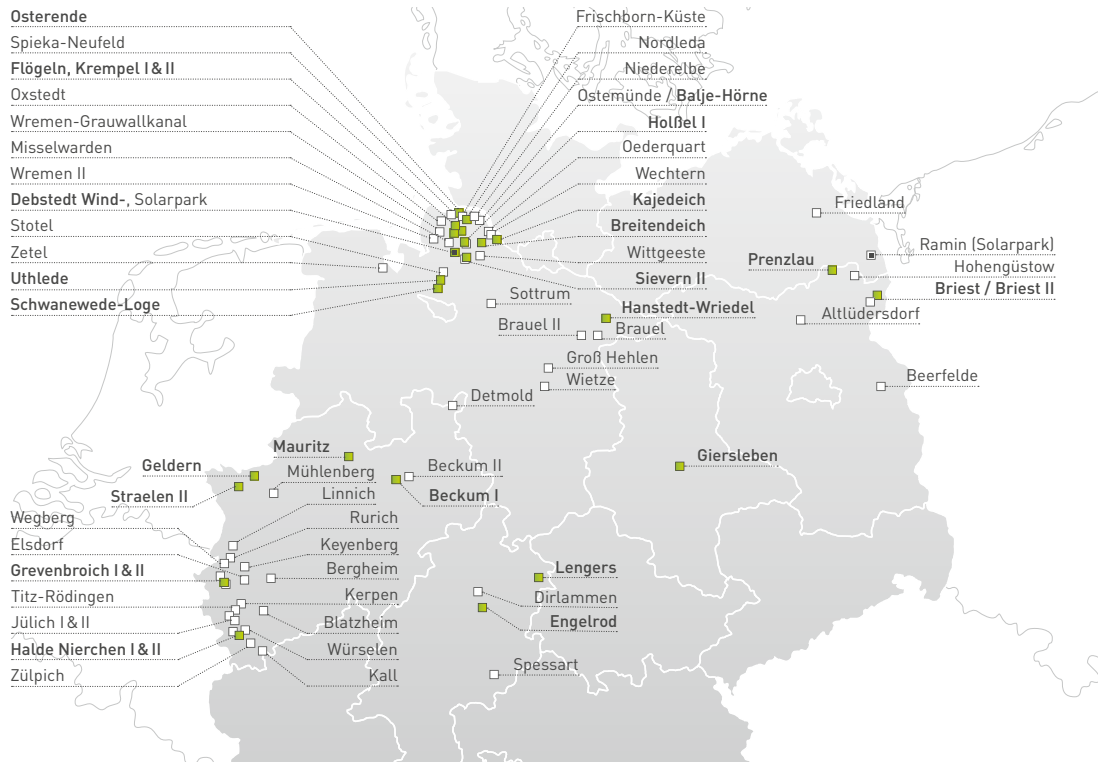 Osterende
Spieka-Neufeld
Flögeln, Krempel I & II
Oxstedt
Wremen-Grauwallkanal
Misselwarden
Wremen II
Debstedt Wind-, Solarpark
Stotel
Zetel
Uthlede
Schwanewede-Loge
Frischborn-Küste
Nordleda
Niederelbe
Ostemünde / Balje-Hörne
Holßel I
Oederquart
Wechtern
Kajedeich
Breitendeich
Wittgeeste
Sievern II
Hanstedt-Wriedel
Sottrum
Brauel II
Brauel
Groß Hehlen
Wietze
Detmold
Friedland
Ramin (Solarpark)
Prenzlau
Hohengüstow
Briest / Briest II
Altlüdersdorf
Beerfelde
Mauritz
Geldern
Mühlenberg
Straelen II
Beckum II
Beckum I
Giersleben
Linnich
Wegberg
Rurich
Elsdorf
Keyenberg
Grevenbroich I & II
Bergheim
Titz-Rödingen
Kerpen
Jülich I & II
Blatzheim
Halde Nierchen I & II
Würselen
Zülpich
Kall
Lengers
Dirlammen
Engelrod
Spessart